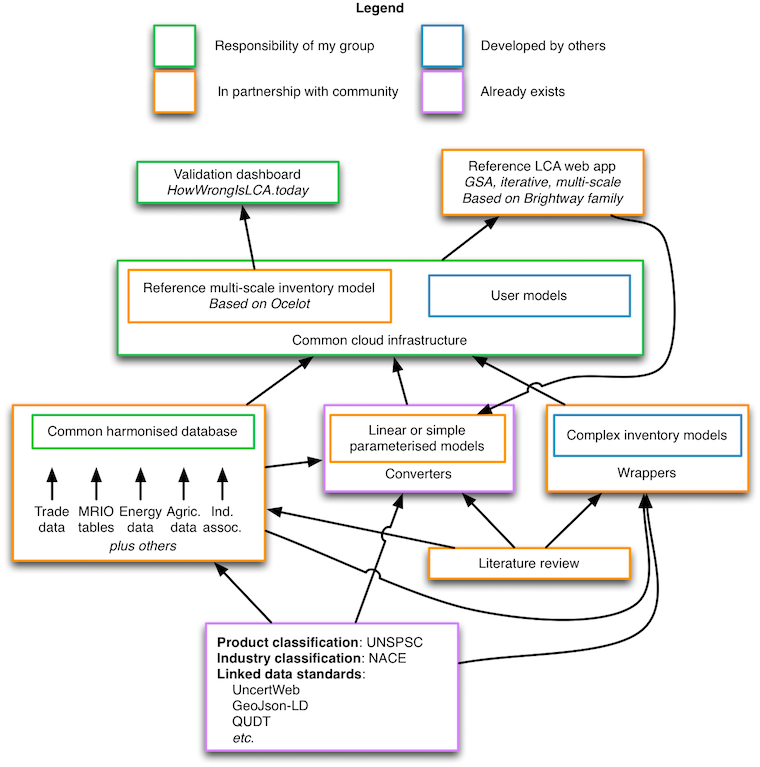 Legend
Responsibility of my group
Developed by others
In partnership with community
Already exists
Validation dashboard
HowWrongIsLCA.today
Reference LCA web app
GSA, iterative, multi-scale
Based on Brightway family
Reference multi-scale inventory model
Based on Ocelot
User models
Common cloud infrastructure
Common harmonised database
Trade data
MRIO tables
Energy data
Agric. data
Ind. assoc.
plus others
Linear or simple
parameterised models
Converters
Complex inventory models
Wrappers
Literature review
Product classification: UNSPSC
Industry classification: NACE
Linked data standards:
UncertWeb
GeoJson-LD
QUDT
etc.